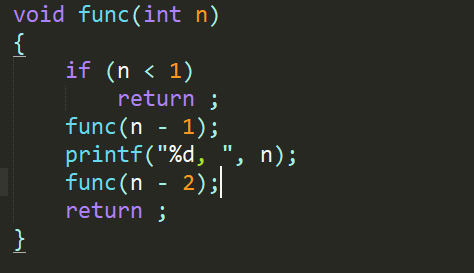 void func(int n)
{
    if (n < 1)
        return ;
    func(n - 1);
    printf("%d, ", n);
    func(n - 2);
    return ;
}